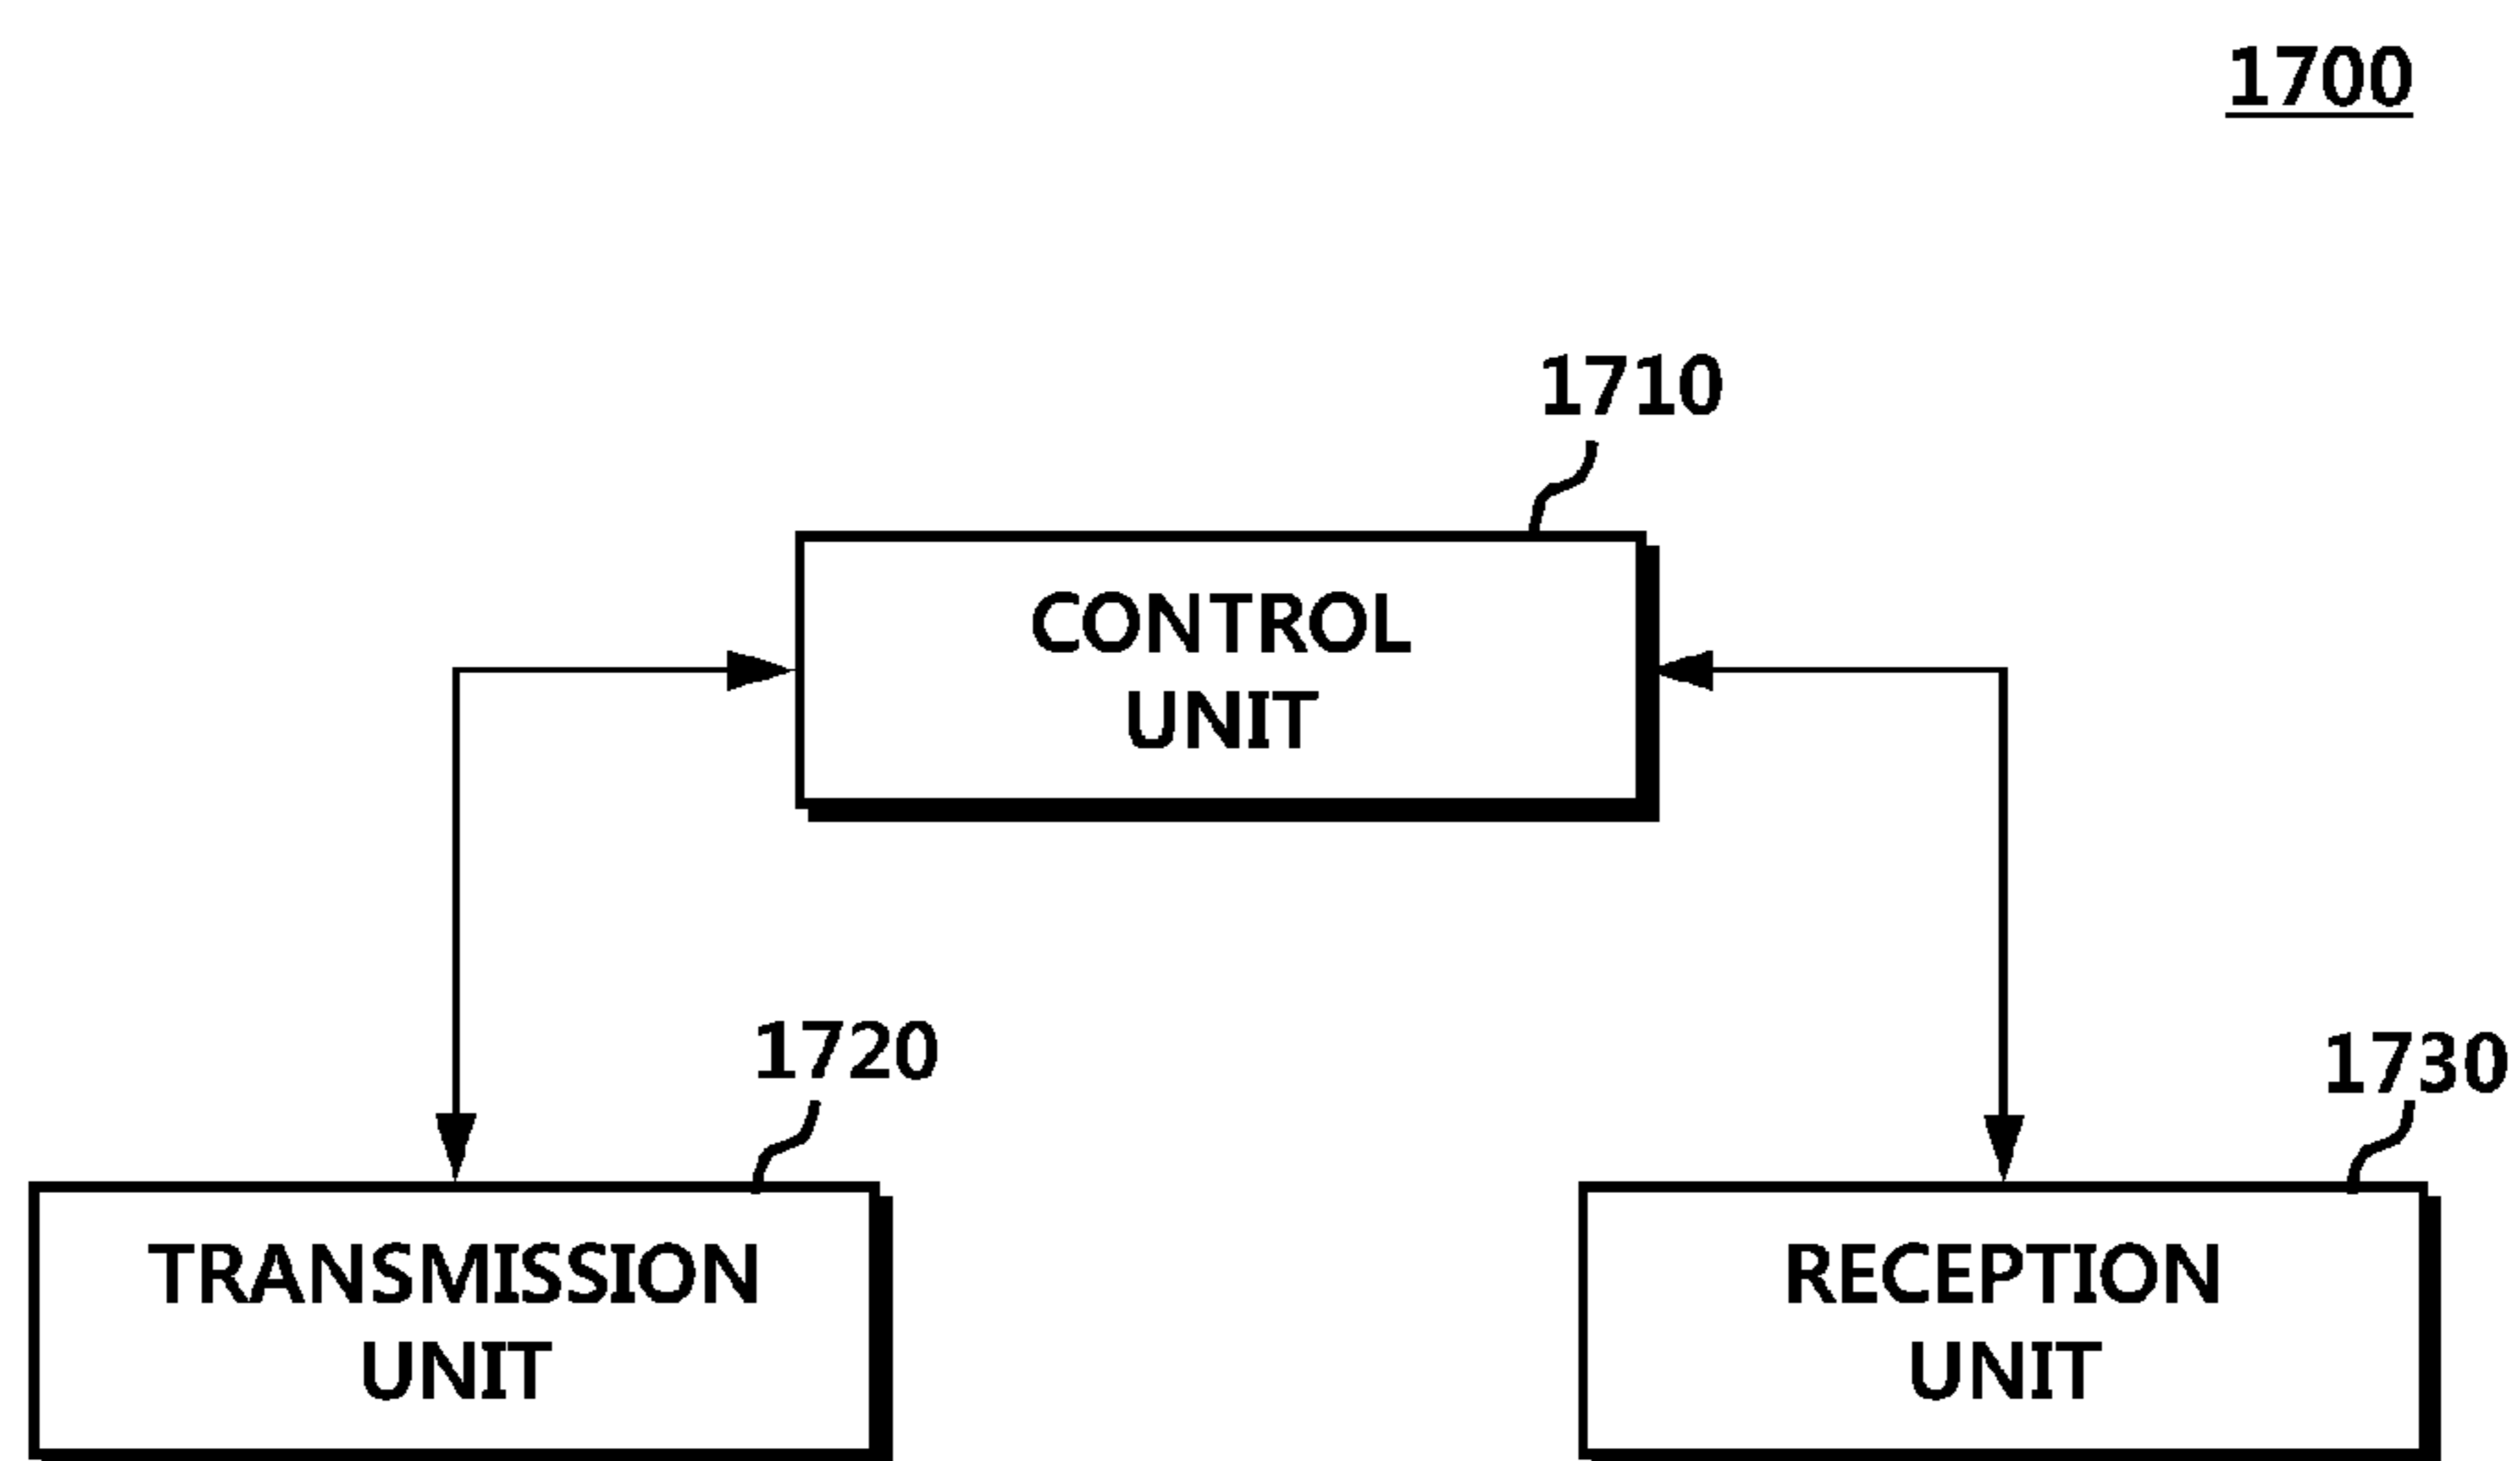 1700
1710
CONTROL
UNIT
1720
1730
TRANSMISSION
UNIT
RECEPTION
UNIT